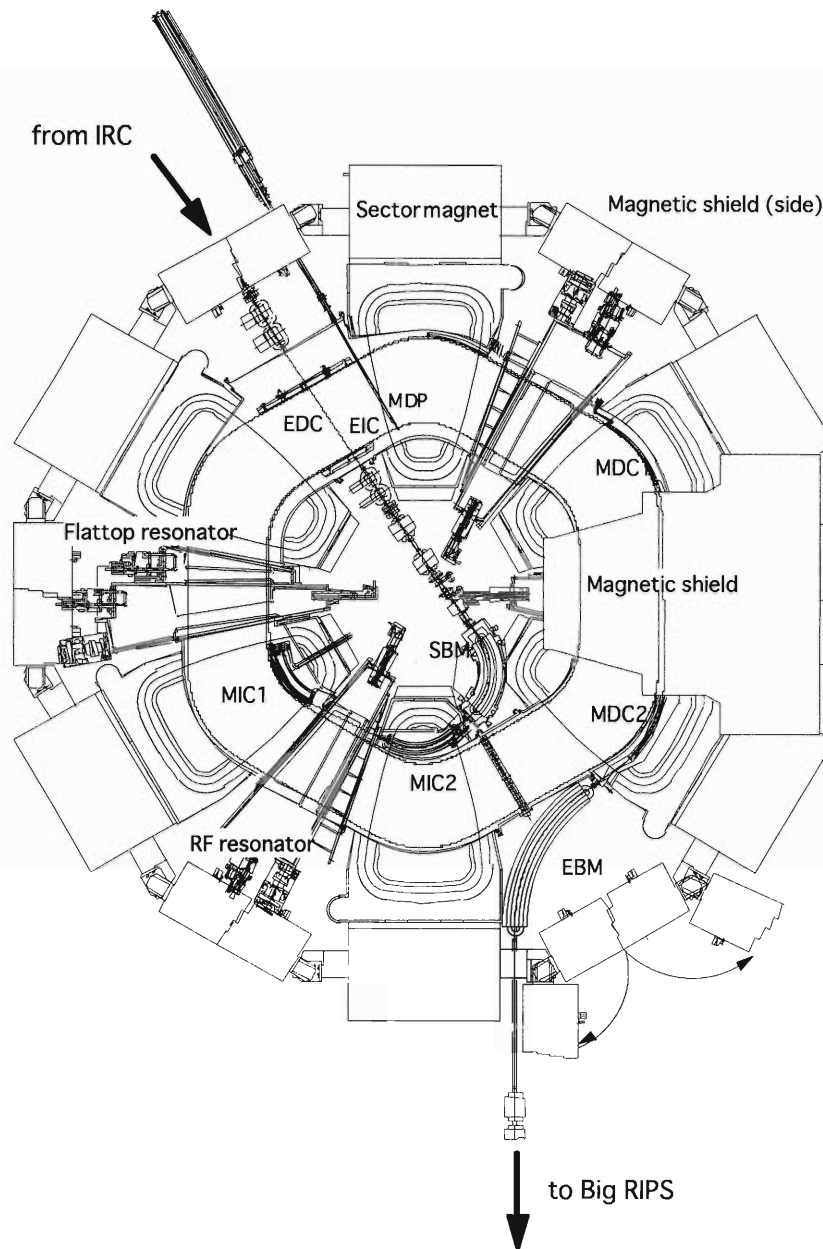 from IRC
Sector magnet
Magnetic shield (side)
MDP
EDC
EIC
MDC1
Flattop resonator
Magnetic shield
SBM
MIC1
MDC2
MIC2
RF resonator
EBM
to Big RIPS